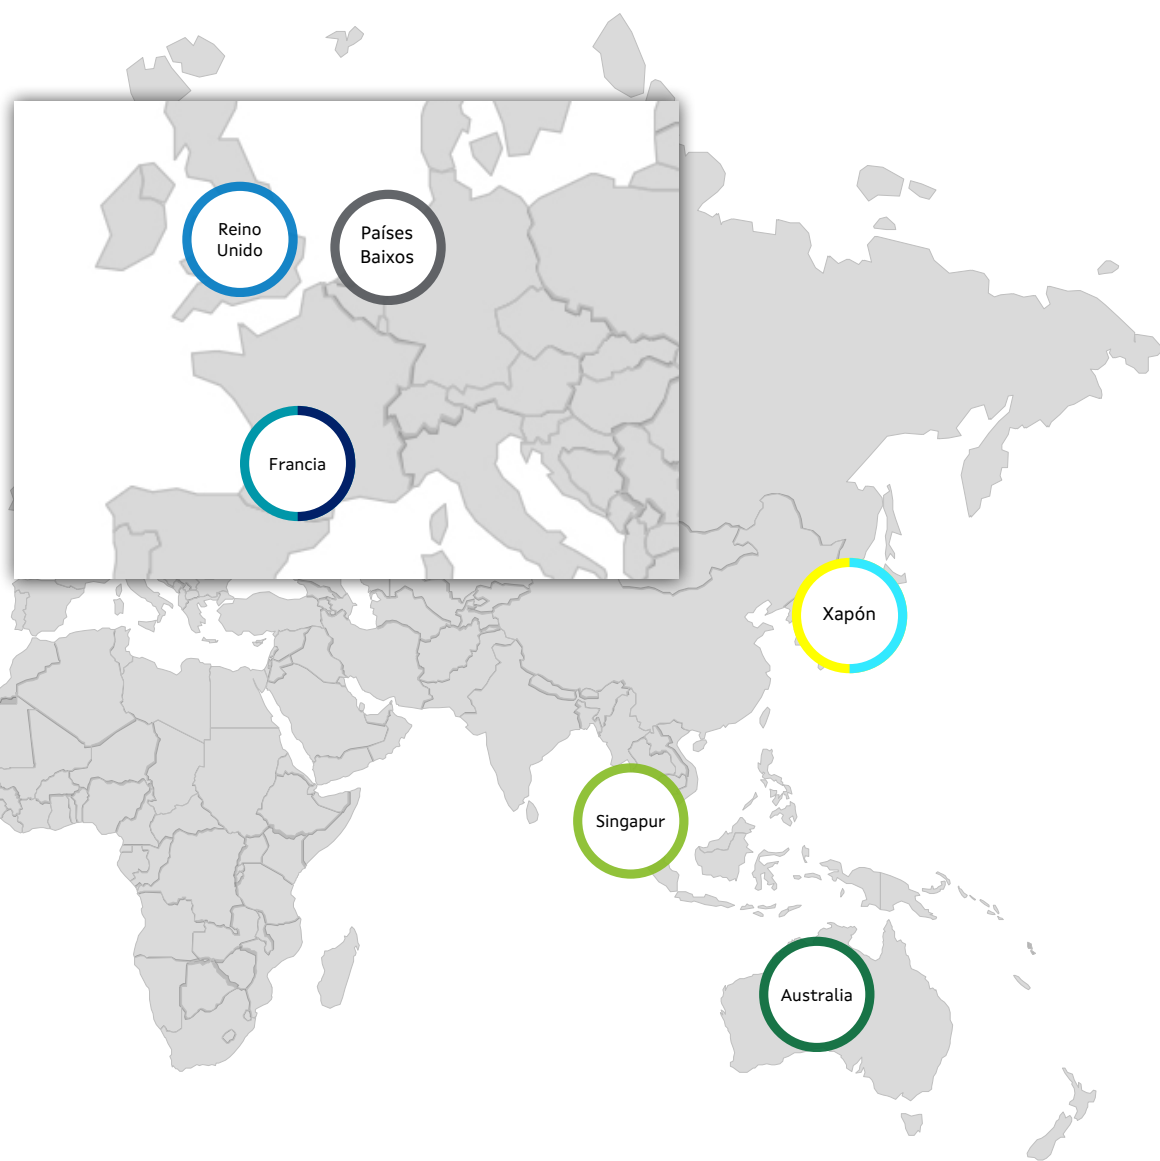 Reino
Unido
Países
Baixos
Francia
Xapón
Singapur
Australia